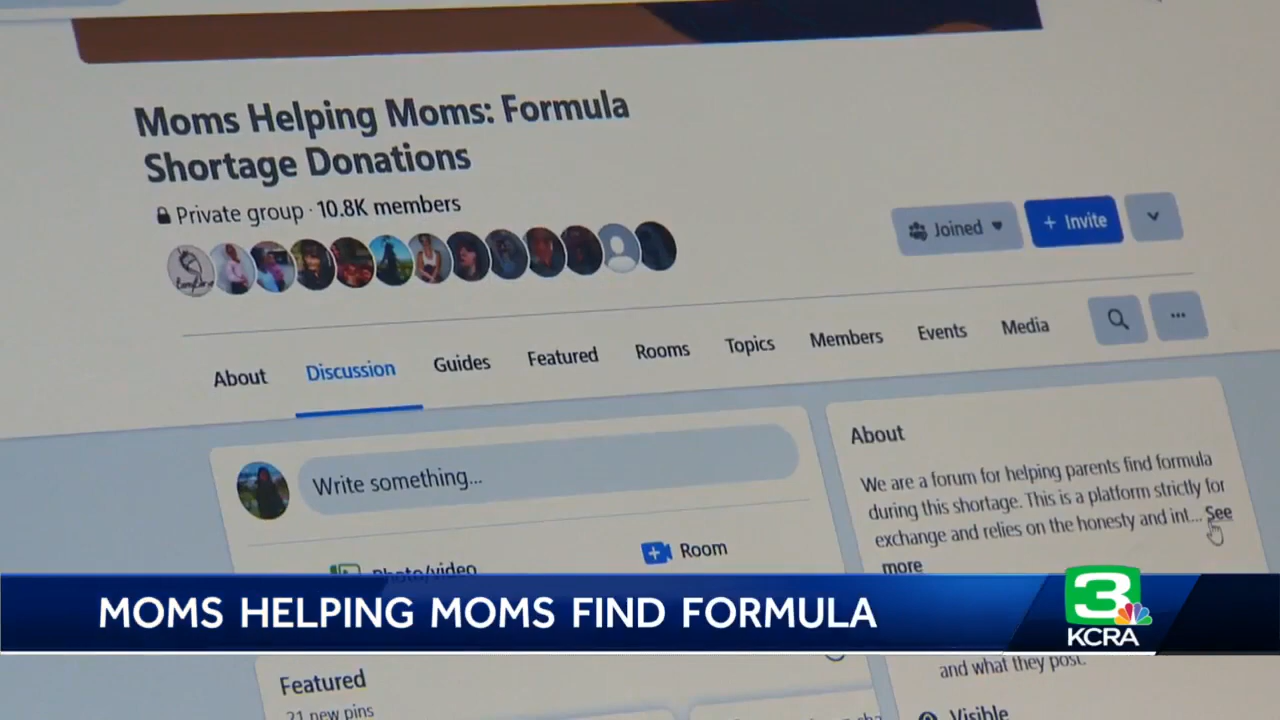 Moms Helping Moms: Formula
Shortage Donations
Private group · 10.8K members
Joined
+ Invite
About
Discussion
Guides
Featured
Rooms
Topics
Members
Events
Media
Write something...
Photo/video
Room
About
We are a forum for helping parents find formula
during this shortage. This is a platform strictly for
exchange and relies on the honesty and int... See
more
MOMS HELPING MOMS FIND FORMULA
3
KCRA
and what they post.
Featured
21 new pins
Visible